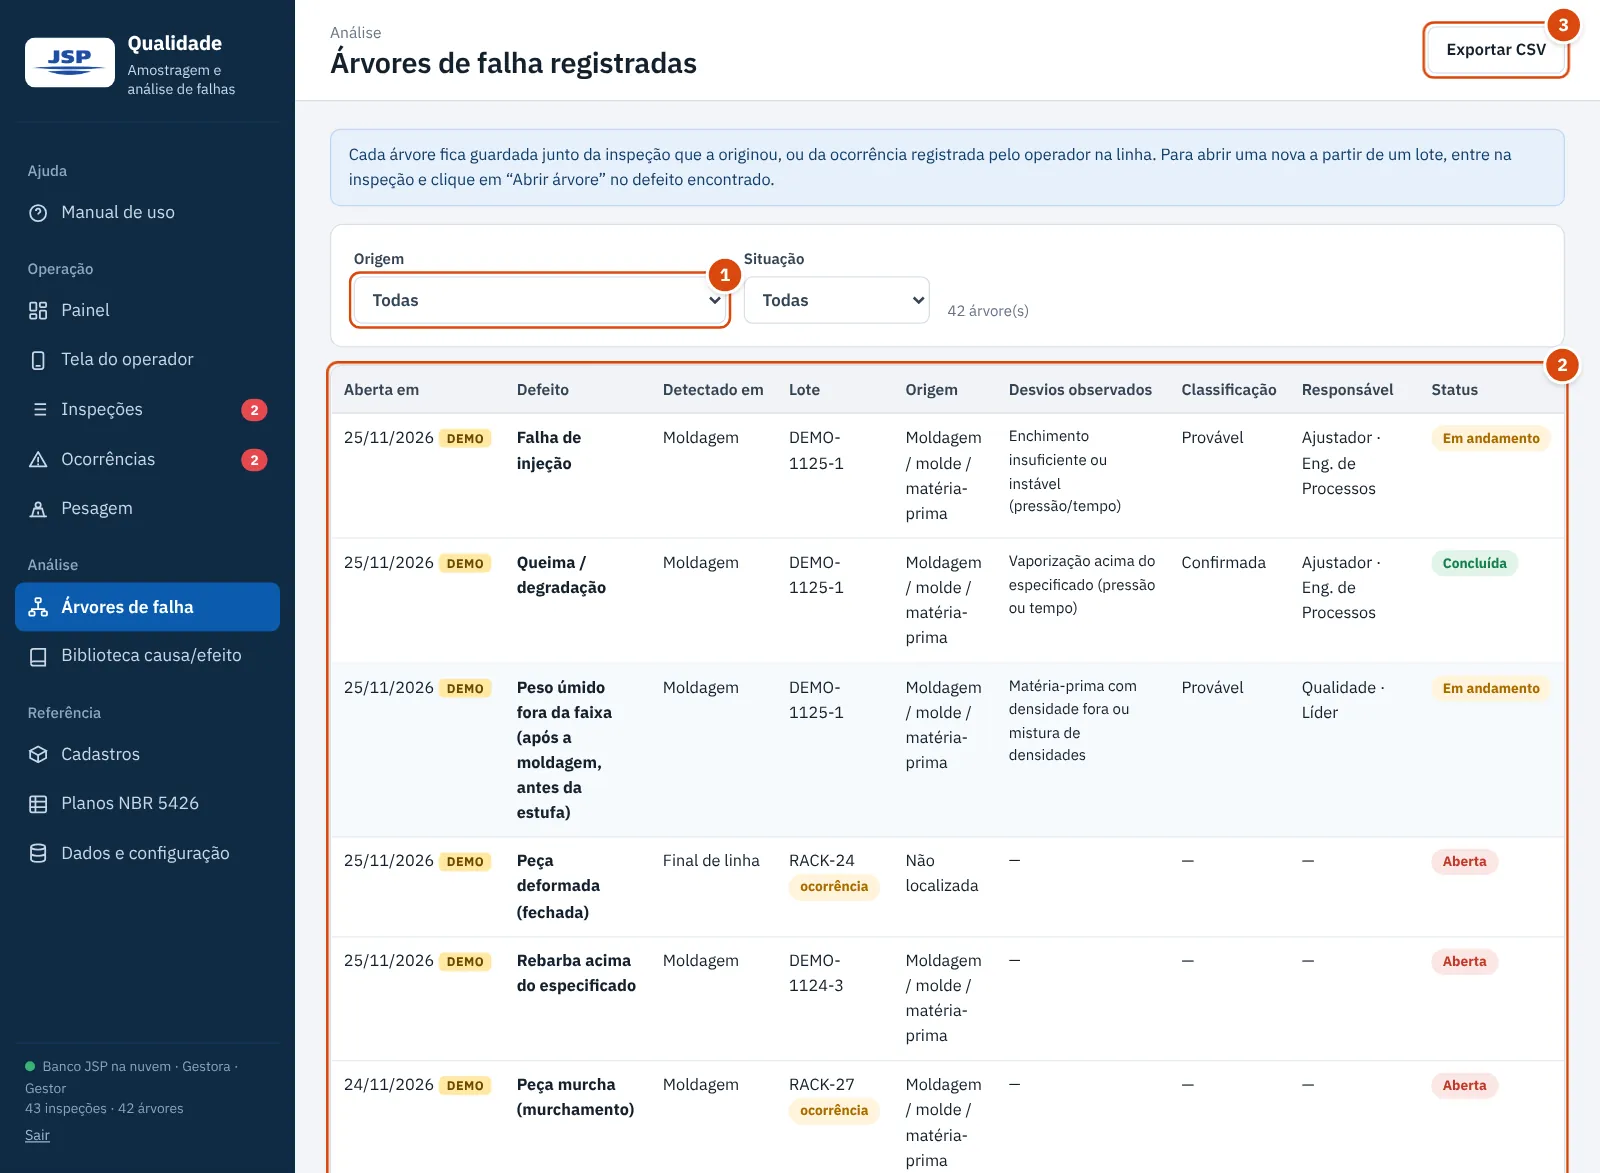 JSP
Qualidade
Amostragem e
análise de falhas
Ajuda
Manual de uso
Operação
Painel
Tela do operador
Inspeções 2
Ocorrências 2
Pesagem
Análise
Árvores de falha
Biblioteca causa/efeito
Referência
Cadastros
Planos NBR 5426
Dados e configuração
Banco JSP na nuvem · Gestora ·
Gestor
43 inspeções · 42 árvores
Sair
Análise
Árvores de falha registradas
Exportar CSV
3
Cada árvore fica guardada junto da inspeção que a originou, ou da ocorrência registrada pelo operador na linha. Para abrir uma nova a partir de um lote, entre na
inspeção e clique em “Abrir árvore” no defeito encontrado.
Origem
Todas
1
Situação
Todas
42 árvore(s)
2
Aberta em Defeito Detectado em Lote Origem Desvios observados Classificação Responsável Status
25/11/2026 DEMO
Falha de
injeção
Moldagem
DEMO-
1125-1
Moldagem
/ molde /
matéria-
prima
Enchimento
insuficiente ou
instável
(pressão/tempo)
Provável
Ajustador ·
Eng. de
Processos
Em andamento
25/11/2026 DEMO
Queima /
degradação
Moldagem
DEMO-
1125-1
Moldagem
/ molde /
matéria-
prima
Vaporização acima do
especificado (pressão
ou tempo)
Confirmada
Ajustador ·
Eng. de
Processos
Concluída
25/11/2026 DEMO
Peso úmido
fora da faixa
(após a
moldagem,
antes da
estufa)
Moldagem
DEMO-
1125-1
Moldagem
/ molde /
matéria-
prima
Matéria-prima com
densidade fora ou
mistura de
densidades
Provável
Qualidade ·
Líder
Em andamento
25/11/2026 DEMO
Peça
deformada
(fechada)
Final de linha
RACK-24
ocorrência
Não
localizada
—
—
—
Aberta
25/11/2026 DEMO
Rebarba acima
do especificado
Moldagem
DEMO-
1124-3
Moldagem
/ molde /
matéria-
prima
—
—
—
Aberta
24/11/2026 DEMO
Peça murcha
(murchamento)
Moldagem
RACK-27
ocorrência
Moldagem
/ molde /
matéria-
prima
—
—
—
Aberta